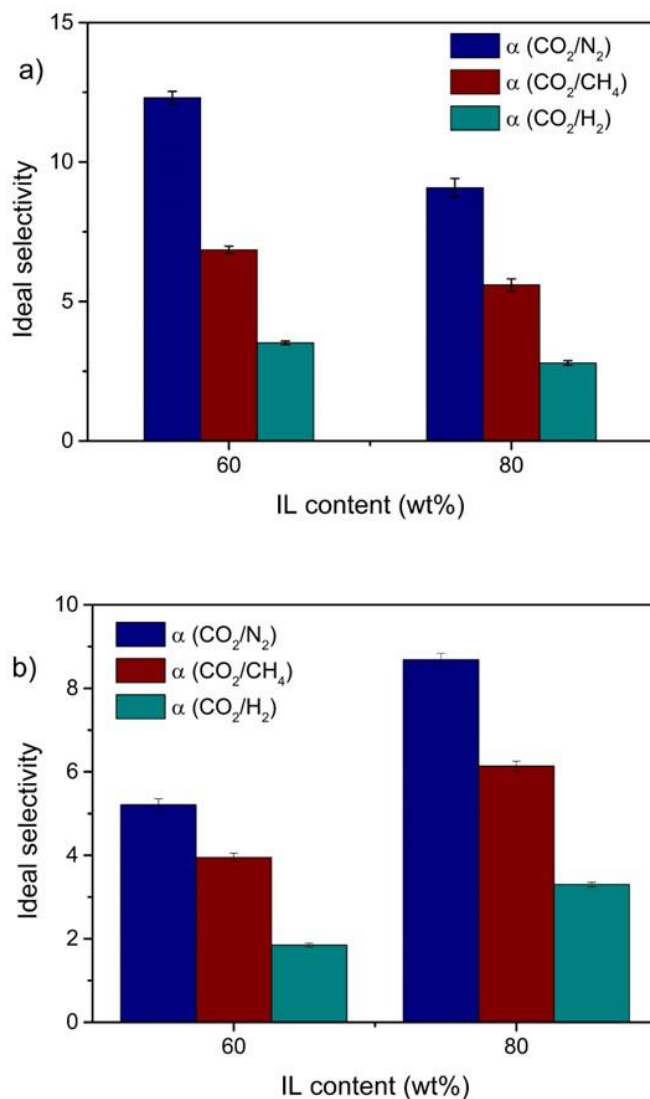 a)
15
10
5
0
Ideal selectivity
α (CO₂/N₂)
α (CO₂/CH₄)
α (CO₂/H₂)
60
80
IL content (wt%)
b)
10
8
6
4
2
0
Ideal selectivity
α (CO₂/N₂)
α (CO₂/CH₄)
α (CO₂/H₂)
60
80
IL content (wt%)